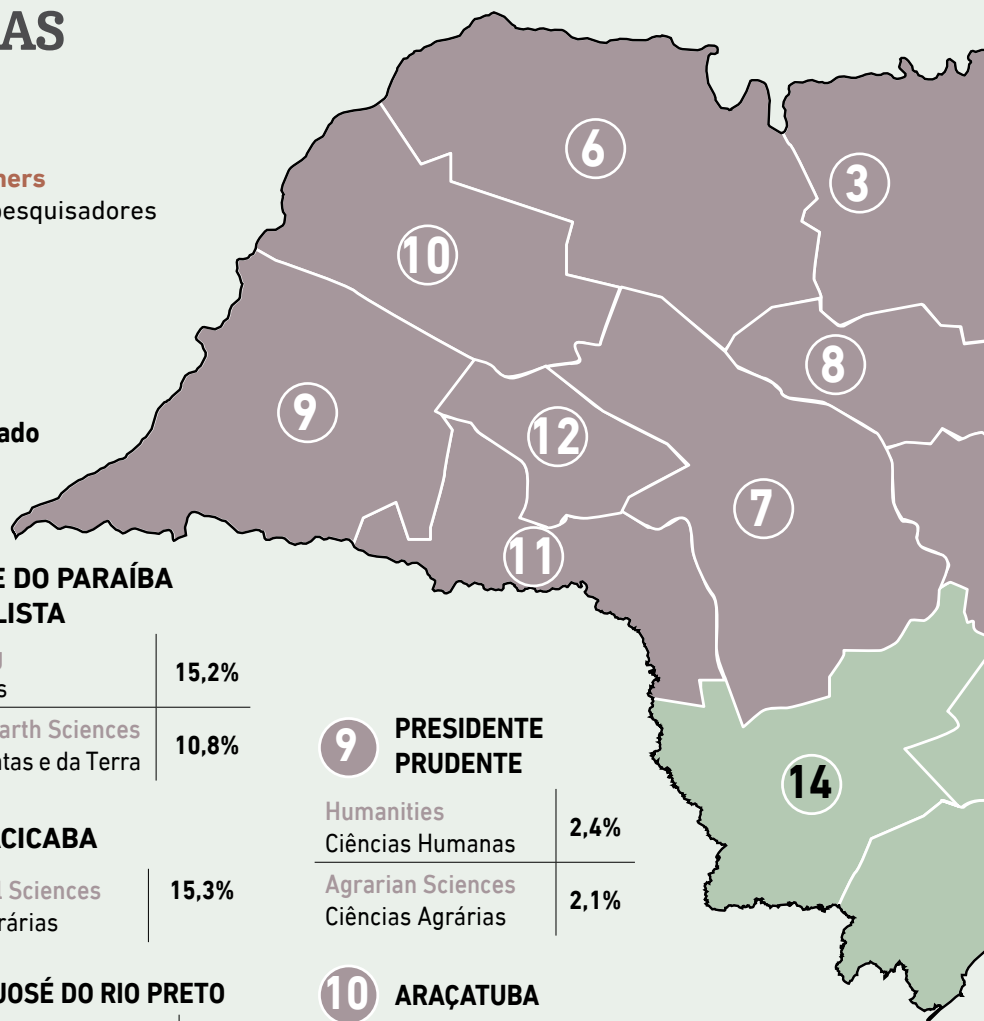 AS
pesquisadores
6
3
10
8
ado
9
12
7
11
E DO PARAÍBA
LISTA
15,2%
s
arth Sciences
10,8%
tas e da Terra
9
PRESIDENTE
PRUDENTE
14
Humanities
Ciências Humanas
2,4%
ACICABA
Agrarian Sciences
Ciências Agrárias
2,1%
l Sciences
rárias
15,3%
JOSÉ DO RIO PRETO
10
ARAÇATUBA